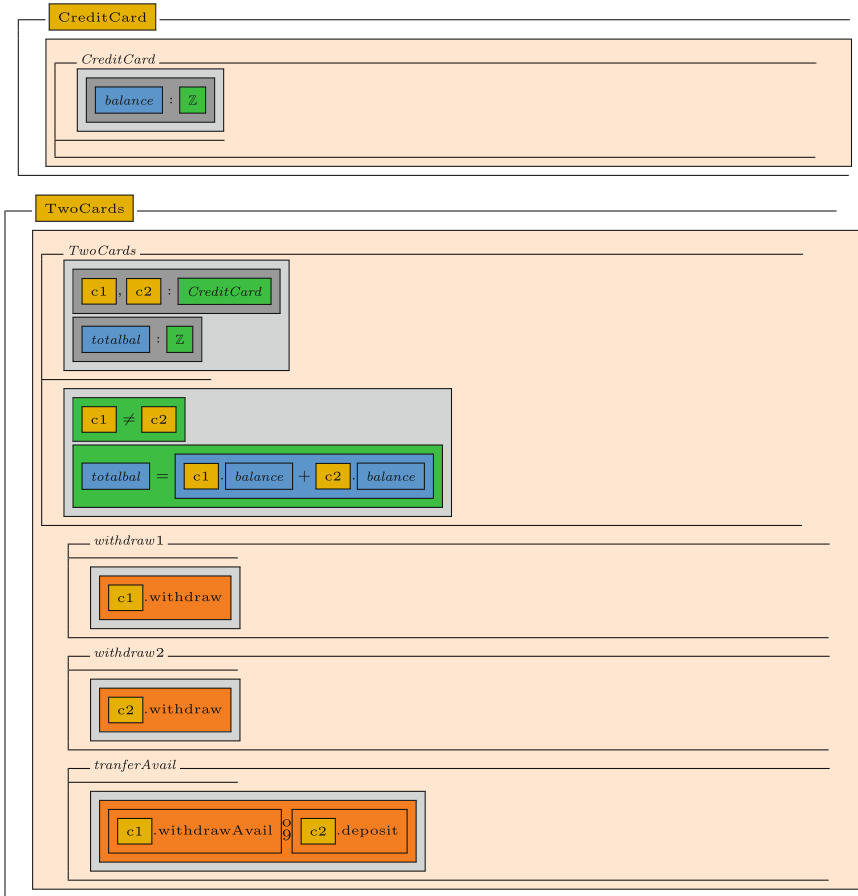 CreditCard
CreditCard
balance : ℤ
TwoCards
TwoCards
c1, c2 : CreditCard
totalbal : ℤ
c1 ≠ c2
totalbal = c1.balance + c2.balance
withdraw1
c1.withdraw
withdraw2
c2.withdraw
tranferAvail
c1.withdrawAvail ⨟ c2.deposit